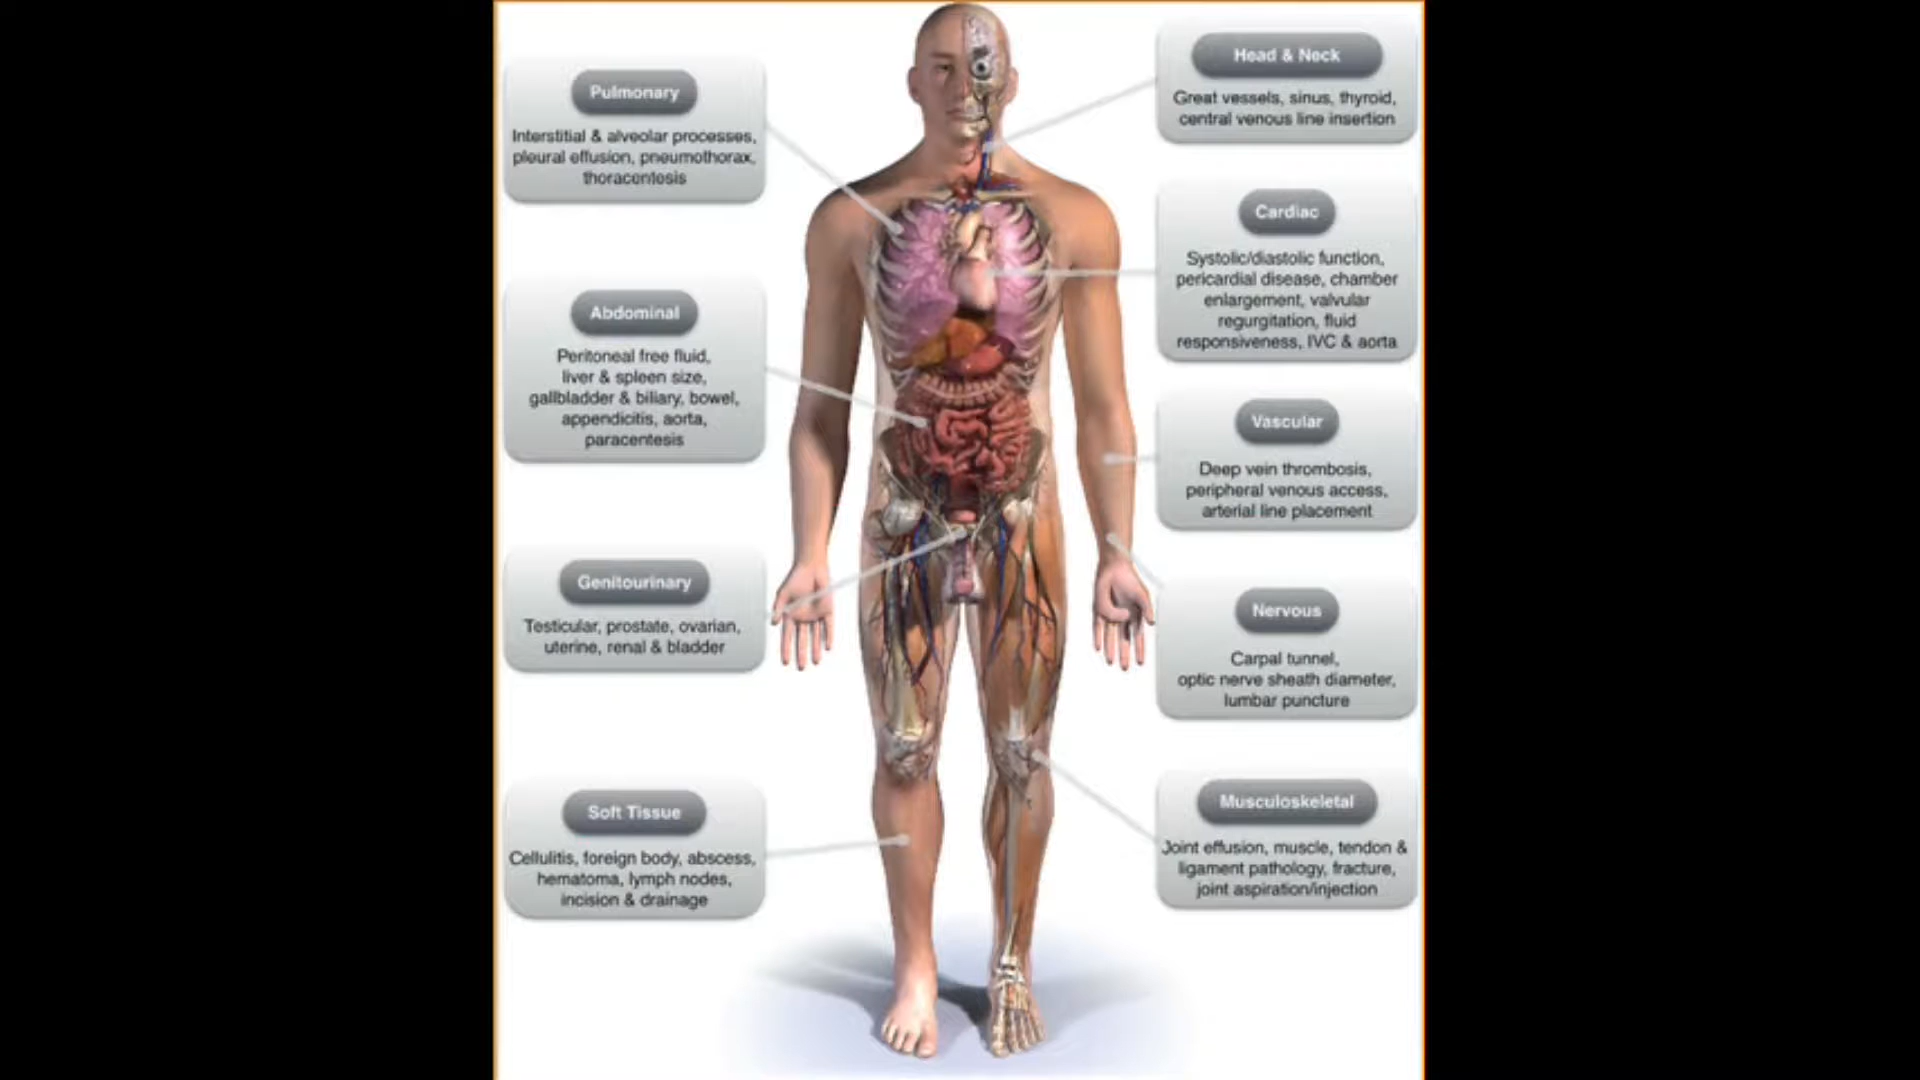 Pulmonary
Interstitial & alveolar processes,
pleural effusion, pneumothorax,
thoracentesis
Abdominal
Peritoneal free fluid,
liver & spleen size,
gallbladder & biliary, bowel,
appendicitis, aorta,
paracentesis
Genitourinary
Testicular, prostate, ovarian,
uterine, renal & bladder
Soft Tissue
Cellulitis, foreign body, abscess,
hematoma, lymph nodes,
incision & drainage
Head & Neck
Great vessels, sinus, thyroid,
central venous line insertion
Cardiac
Systolic/diastolic function,
pericardial disease, chamber
enlargement, valvular
regurgitation, fluid
responsiveness, IVC & aorta
Vascular
Deep vein thrombosis,
peripheral venous access,
arterial line placement
Nervous
Carpal tunnel,
optic nerve sheath diameter,
lumbar puncture
Musculoskeletal
Joint effusion, muscle, tendon &
ligament pathology, fracture,
joint aspiration/injection